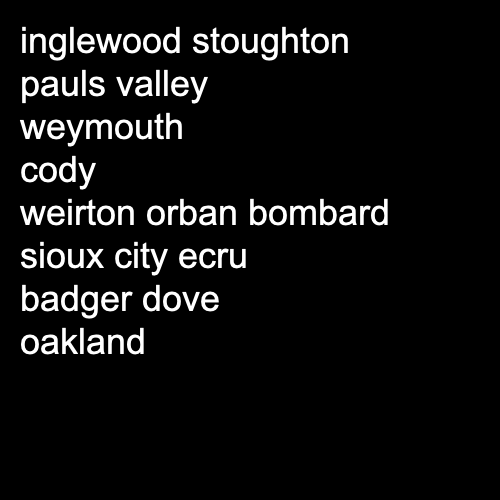 inglewood stoughton
pauls valley
weymouth
cody
weirton orban bombard
sioux city ecru
badger dove
oakland